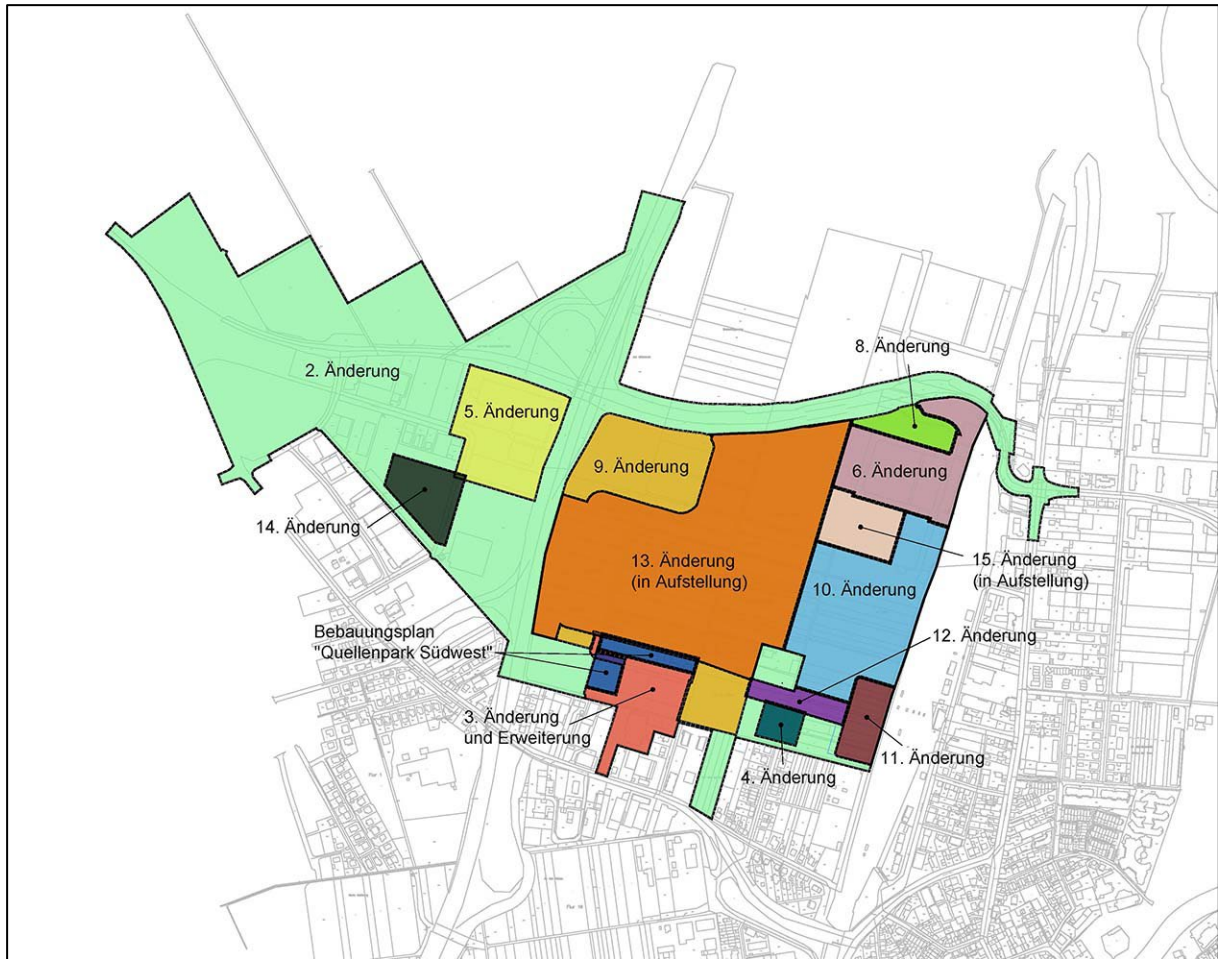 8. Änderung
2. Änderung
5. Änderung
9. Änderung
6. Änderung
14. Änderung
13. Änderung
(in Aufstellung)
15. Änderung
(in Aufstellung)
10. Änderung
Bebauungsplan
"Quellenpark Südwest"
12. Änderung
3. Änderung
und Erweiterung
4. Änderung
11. Änderung